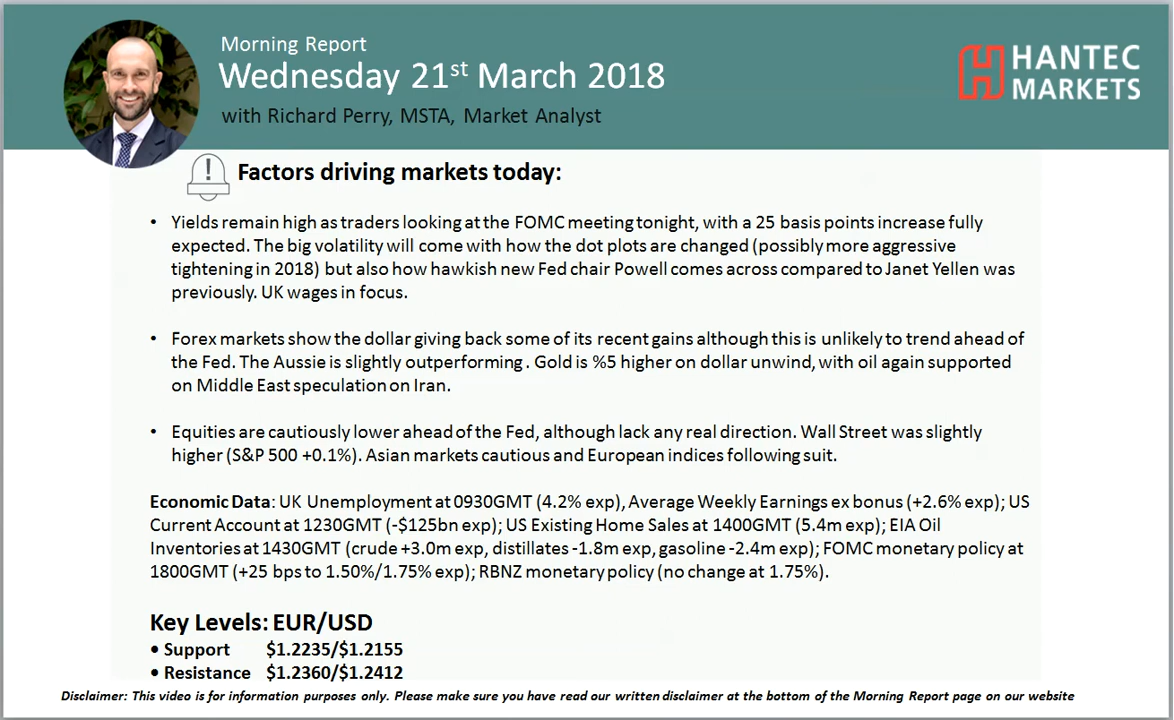 Morning Report
Wednesday 21st March 2018
with Richard Perry, MSTA, Market Analyst
HANTEC
MARKETS
Factors driving markets today:
• Yields remain high as traders looking at the FOMC meeting tonight, with a 25 basis points increase fully
expected. The big volatility will come with how the dot plots are changed (possibly more aggressive
tightening in 2018) but also how hawkish new Fed chair Powell comes across compared to Janet Yellen was
previously. UK wages in focus.
• Forex markets show the dollar giving back some of its recent gains although this is unlikely to trend ahead of
the Fed. The Aussie is slightly outperforming . Gold is %5 higher on dollar unwind, with oil again supported
on Middle East speculation on Iran.
• Equities are cautiously lower ahead of the Fed, although lack any real direction. Wall Street was slightly
higher (S&P 500 +0.1%). Asian markets cautious and European indices following suit.
Economic Data: UK Unemployment at 0930GMT (4.2% exp), Average Weekly Earnings ex bonus (+2.6% exp); US
Current Account at 1230GMT (-$125bn exp); US Existing Home Sales at 1400GMT (5.4m exp); EIA Oil
Inventories at 1430GMT (crude +3.0m exp, distillates -1.8m exp, gasoline -2.4m exp); FOMC monetary policy at
1800GMT (+25 bps to 1.50%/1.75% exp); RBNZ monetary policy (no change at 1.75%).
Key Levels: EUR/USD
• Support $1.2235/$1.2155
• Resistance $1.2360/$1.2412
Disclaimer: This video is for information purposes only. Please make sure you have read our written disclaimer at the bottom of the Morning Report page on our website